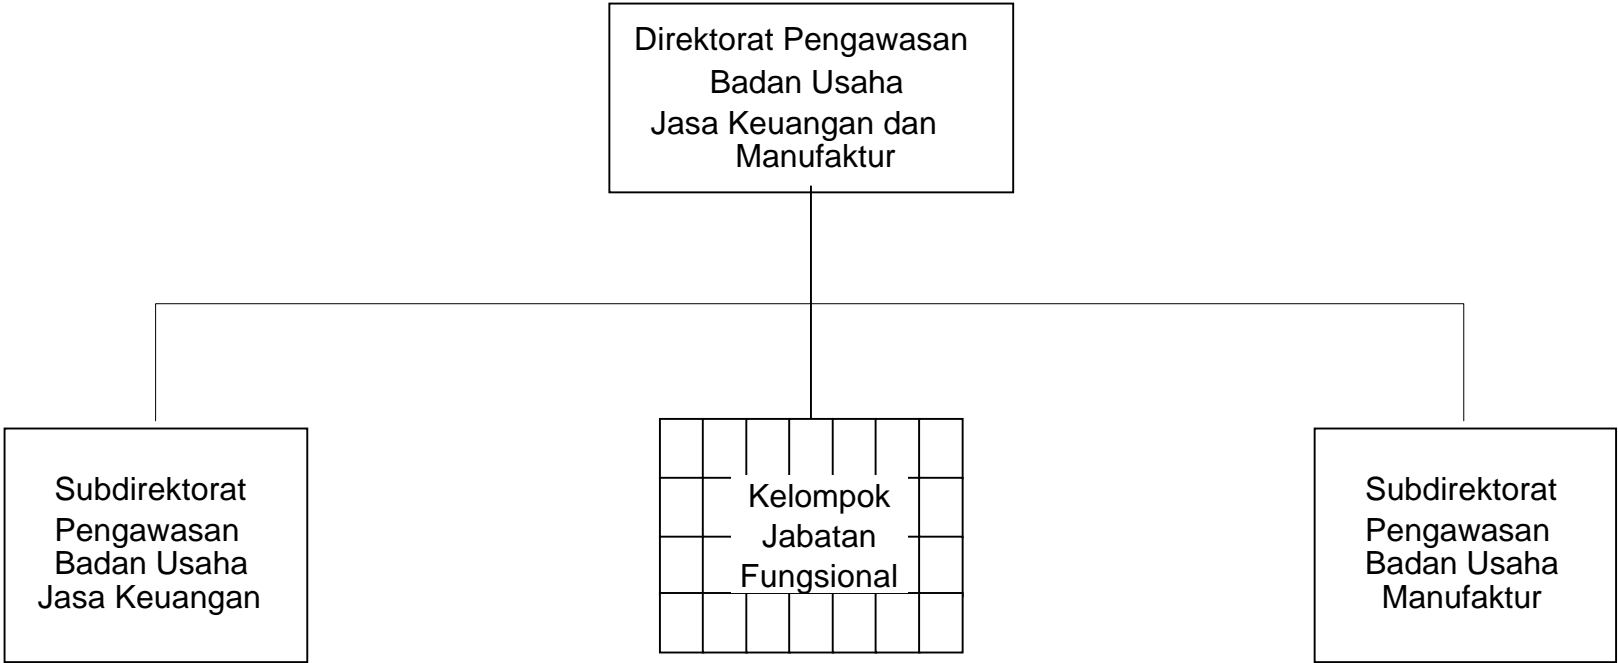 Direktorat Pengawasan
Badan Usaha
Jasa Keuangan dan
Manufaktur
Subdirektorat
Pengawasan
Badan Usaha
Jasa Keuangan
Kelompok
Jabatan
Fungsional
Subdirektorat
Pengawasan
Badan Usaha
Manufaktur